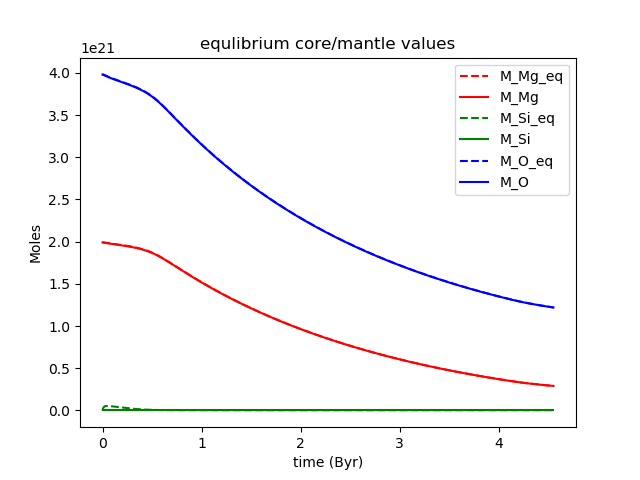 equlibrium core/mantle values
1e21
4.0
3.5
3.0
2.5
2.0
1.5
1.0
0.5
0.0
Moles
M_Mg_eq
M_Mg
M_Si_eq
M_Si
M_O_eq
M_O
0
1
2
3
4
time (Byr)